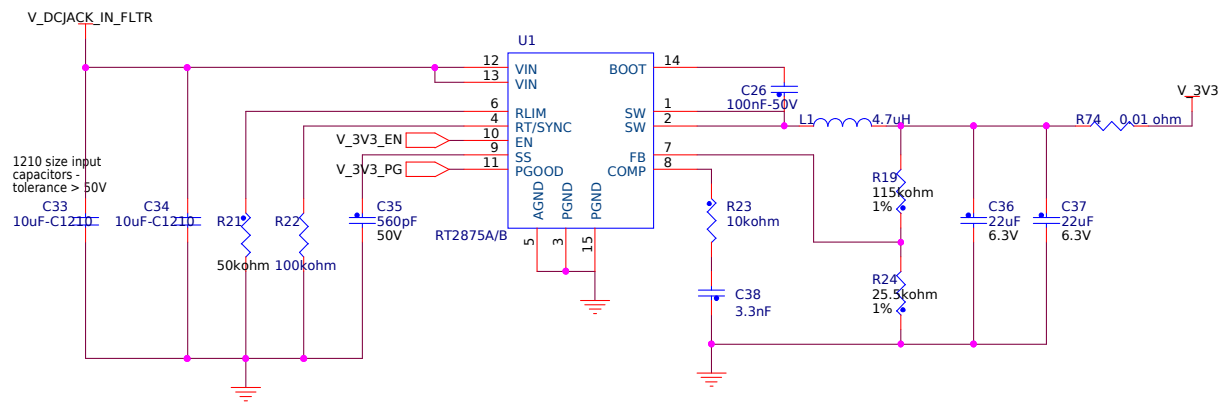 V_DCJACK_IN_FLTR
U1
12
13
VIN
VIN
BOOT
14
C26
100nF-50V
V_3V3
6
RLIM
SW
1
L1
4.7uH
R74
0.01 ohm
4
RT/SYNC
SW
2
V_3V3_EN
10
EN
9
SS
FB
7
V_3V3_PG
11
PGOOD
COMP
8
1210 size input
capacitors -
tolerance > 50V
C33
10uF-C1210
C34
10uF-C1210
R21
50kohm
R22
100kohm
C35
560pF
50V
AGND
PGND
PGND
RT2875A/B
5
3
15
R23
10kohm
C38
3.3nF
R19
115kohm
1%
R24
25.5kohm
1%
C36
22uF
6.3V
C37
22uF
6.3V